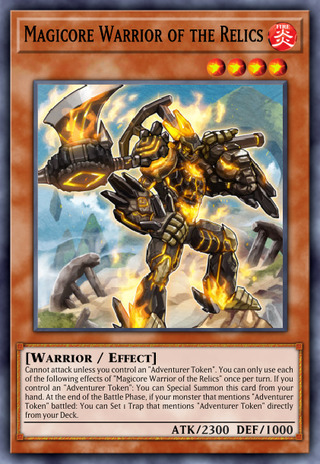 Magicore Warrior of the Relics
FIRE
炎
[Warrior / Effect]
Cannot attack unless you control an "Adventurer Token". You can only use each
of the following effects of "Magicore Warrior of the Relics" once per turn. If you
control an "Adventurer Token": You can Special Summon this card from your
hand. At the end of the Battle Phase, if your monster that mentions "Adventurer
Token" battled: You can Set 1 Trap that mentions "Adventurer Token" directly
from your Deck.
ATK/2300 DEF/1000